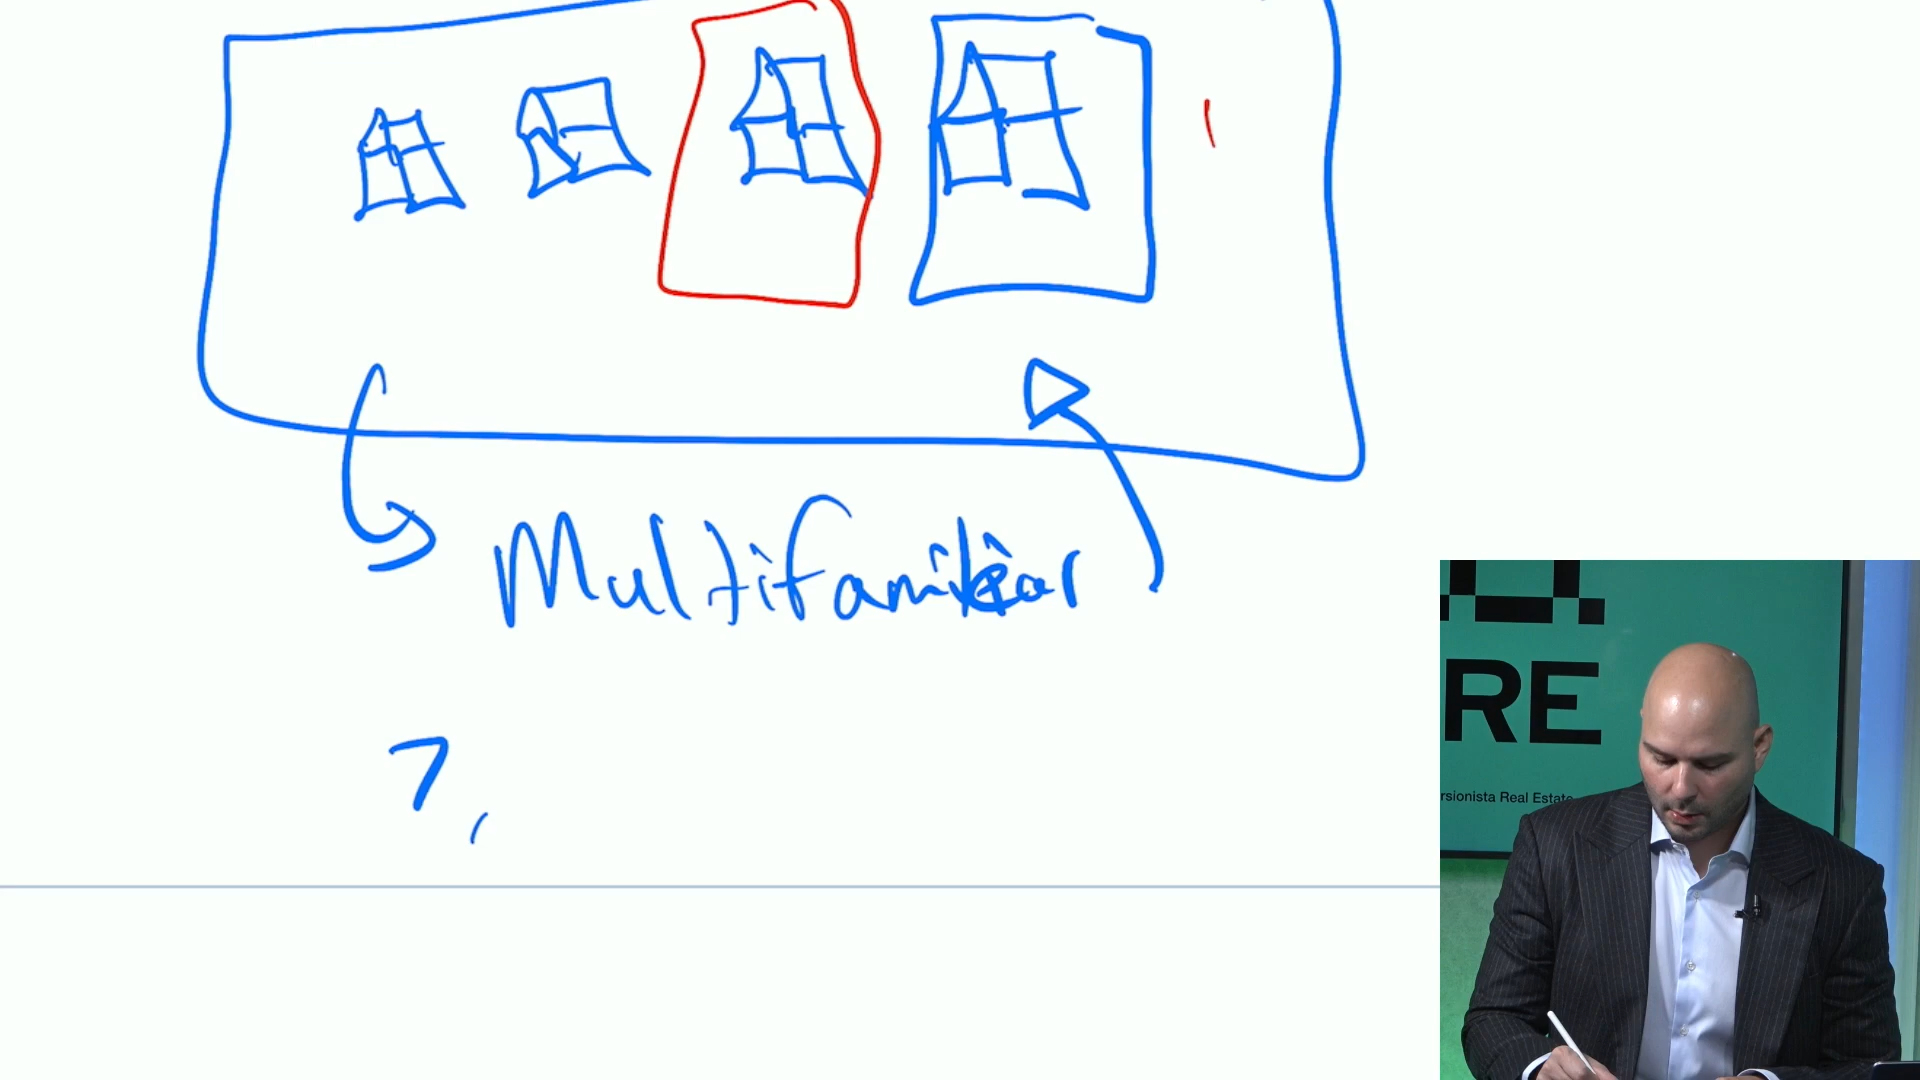 Multifamiliar
7,
RE
rsionista Real Estate